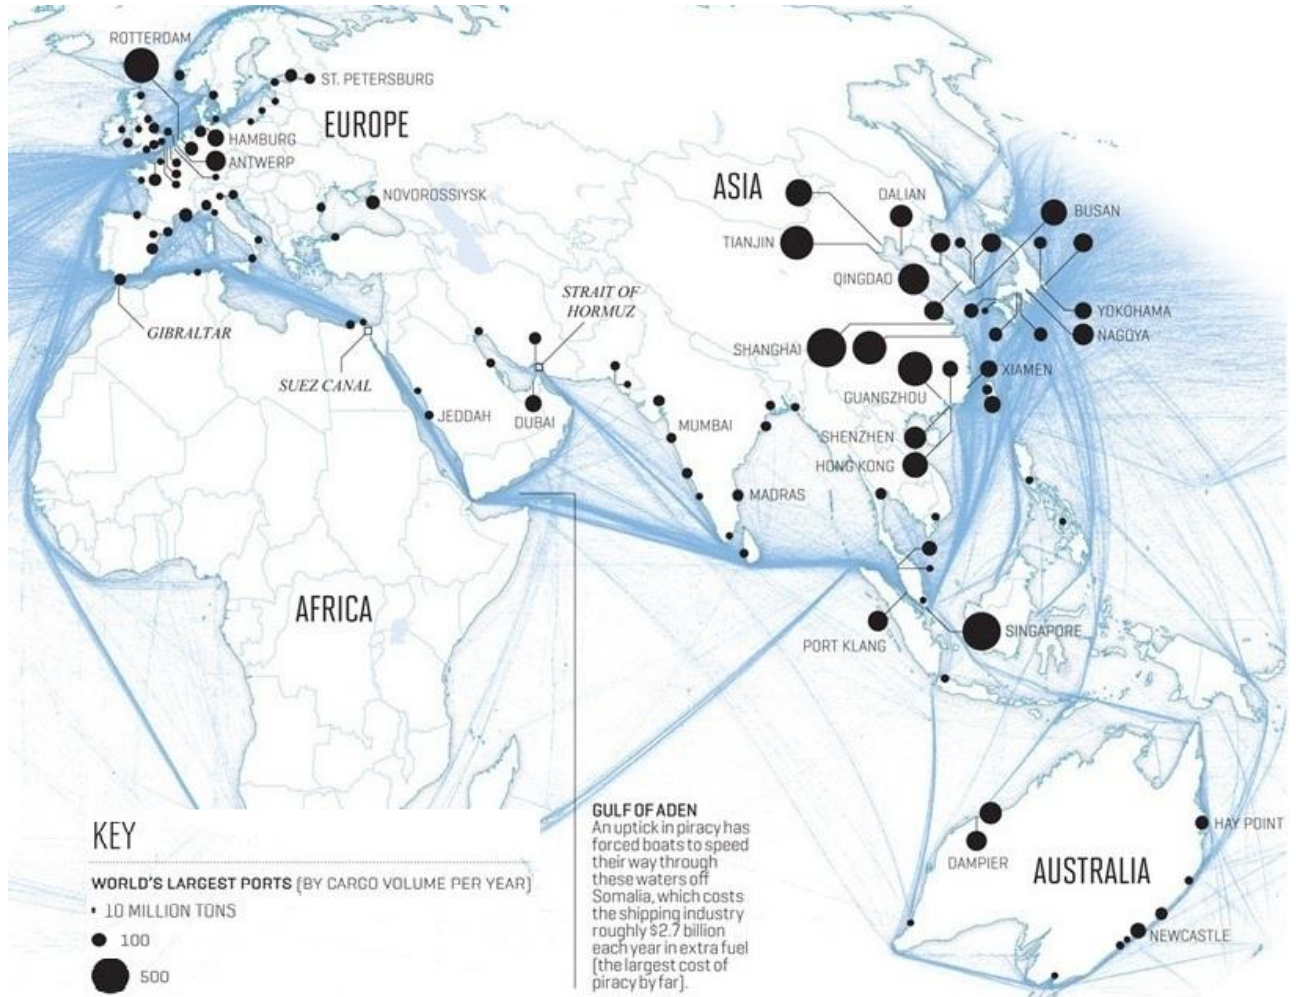 ROTTERDAM
ST. PETERSBURG
EUROPE
HAMBURG
ANTWERP
NOVOROSSIYSK
ASIA
DALIAN
BUSAN
TIANJIN
QINGDAO
STRAIT OF
HORMUZ
GIBRALTAR
YOKOHAMA
NAGOYA
SHANGHAI
SUEZ CANAL
XIAMEN
GUANGZHOU
JEDDAH
DUBAI
MUMBAI
SHENZHEN
HONG KONG
MADRAS
AFRICA
SINGAPORE
PORT KLANG
HAY POINT
DAMPIER
AUSTRALIA
NEWCASTLE
GULF OF ADEN
An uptick in piracy has
forced boats to speed
their way through
these waters off
Somalia, which costs
the shipping industry
roughly $2.7 billion
each year in extra fuel
(the largest cost of
piracy by far).
KEY
WORLD'S LARGEST PORTS (BY CARGO VOLUME PER YEAR)
10 MILLION TONS
100
500